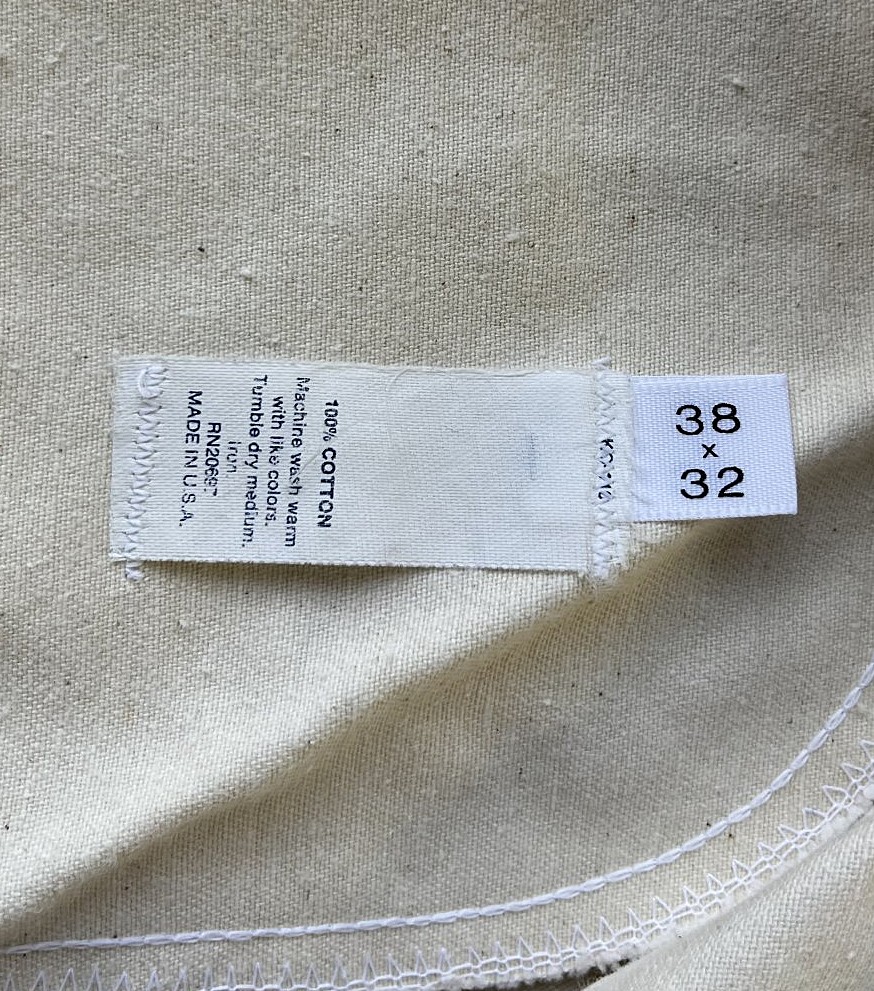 100% COTTON
Machine wash warm
with like colors.
Tumble dry medium.
Iron.
MADE IN U.S.A.
38
x
32